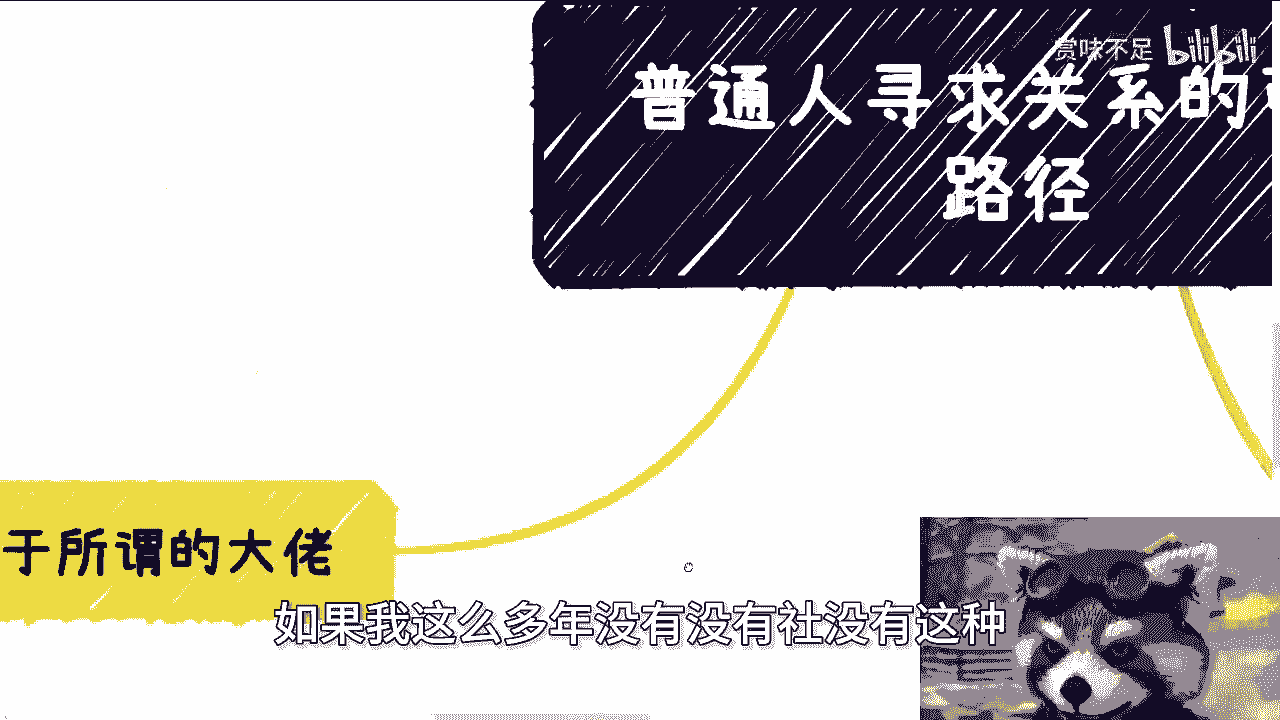 赏味不足 bilibili
普通人寻求关系的
路径
于所谓的大佬
如果我这么多年没有没有社没有这种